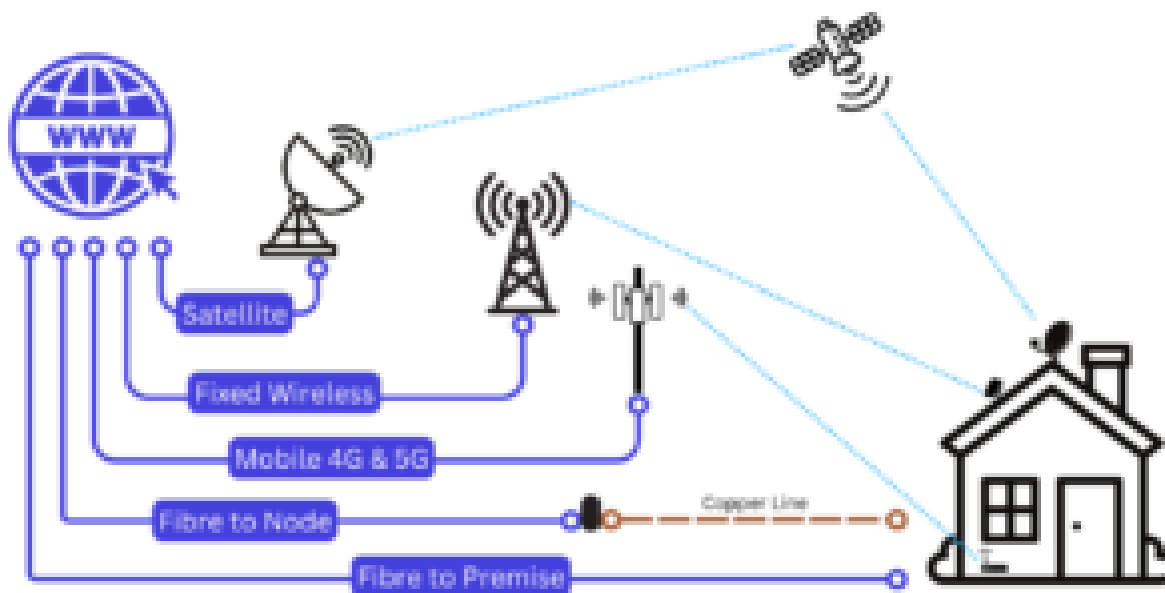 www
Satellite
Fixed Wireless
Mobile 4G & 5G
Fibre to Node
Copper Line
Fibre to Premise